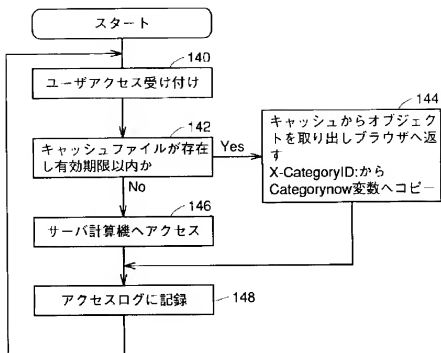 スタート
140
ユーザアクセス受け付け
142
キャッシュファイルが存在
し有効期限以内か
Yes
No
144
キャッシュからオブジェクト
を取り出しブラウザへ返
す
X-CategoryID:から
Categorynow変数へコピー
146
サーバ計算機へアクセス
アクセスログに記録
148